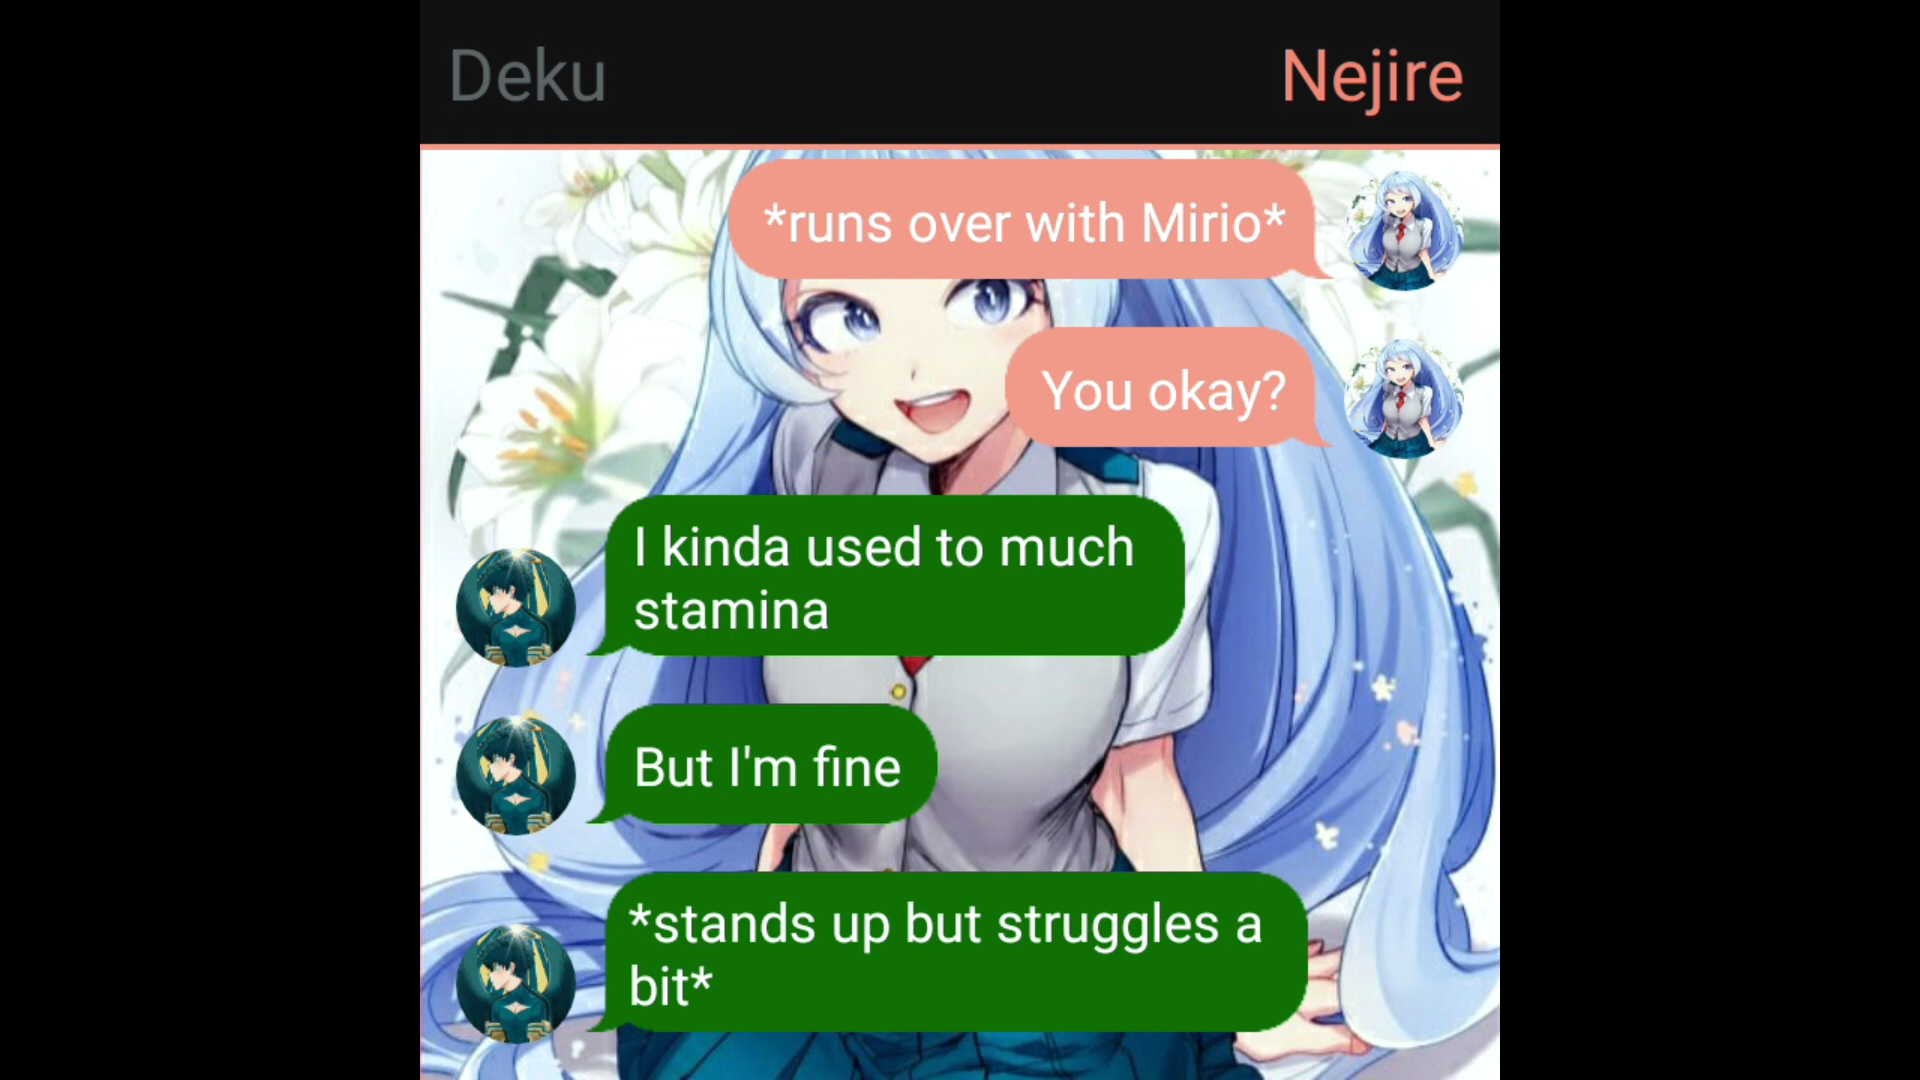 Deku
Nejire
*runs over with Mirio*
You okay?
I kinda used to much
stamina
But I'm fine
*stands up but struggles a
bit*